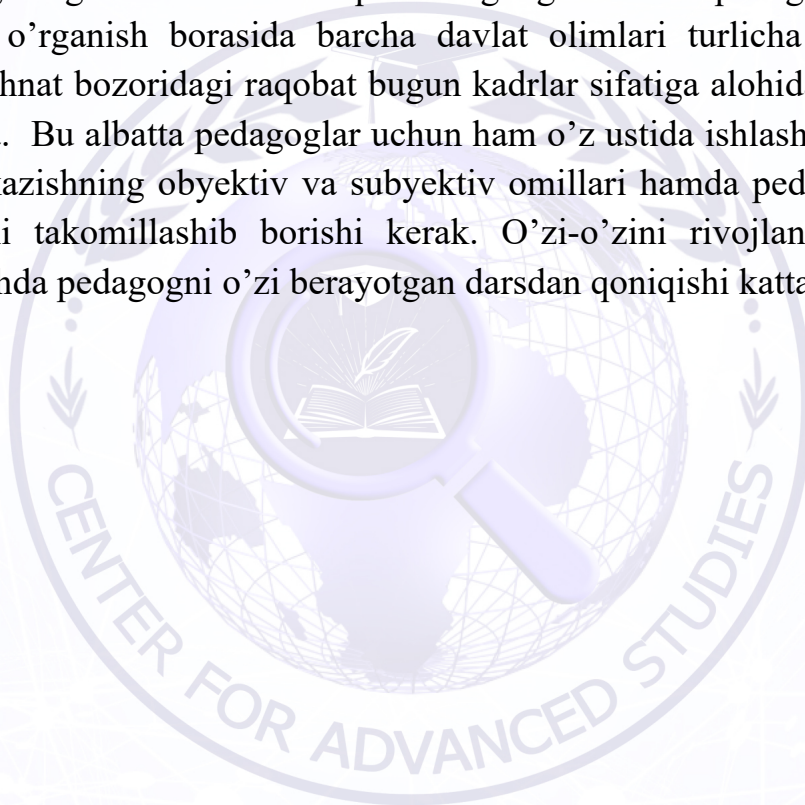 o’rganish borasida barcha davlat olimlari turlicha
hnat bozoridagi raqobat bugun kadrlar sifatiga alohid
. Bu albatta pedagoglar uchun ham o’z ustida ishlash
azishning obyektiv va subyektiv omillari hamda ped
i takomillashib borishi kerak. O’zi-o’zini rivojlan
nda pedagogni o’zi berayotgan darsdan qoniqishi katta
CENTER FOR ADVANCED STUDIES